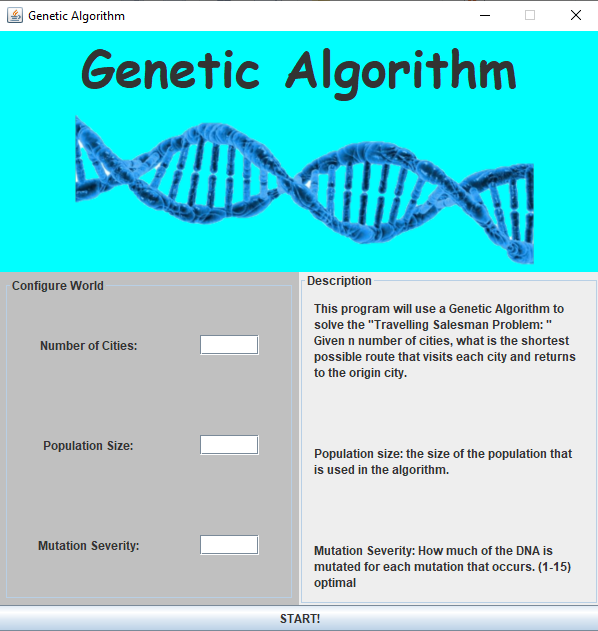 Genetic Algorithm
Genetic Algorithm
Configure World
Number of Cities:
Population Size:
Mutation Severity:
Description
This program will use a Genetic Algorithm to
solve the "Travelling Salesman Problem: "
Given n number of cities, what is the shortest
possible route that visits each city and returns
to the origin city.
Population size: the size of the population that
is used in the algorithm.
Mutation Severity: How much of the DNA is
mutated for each mutation that occurs. (1-15)
optimal
START!